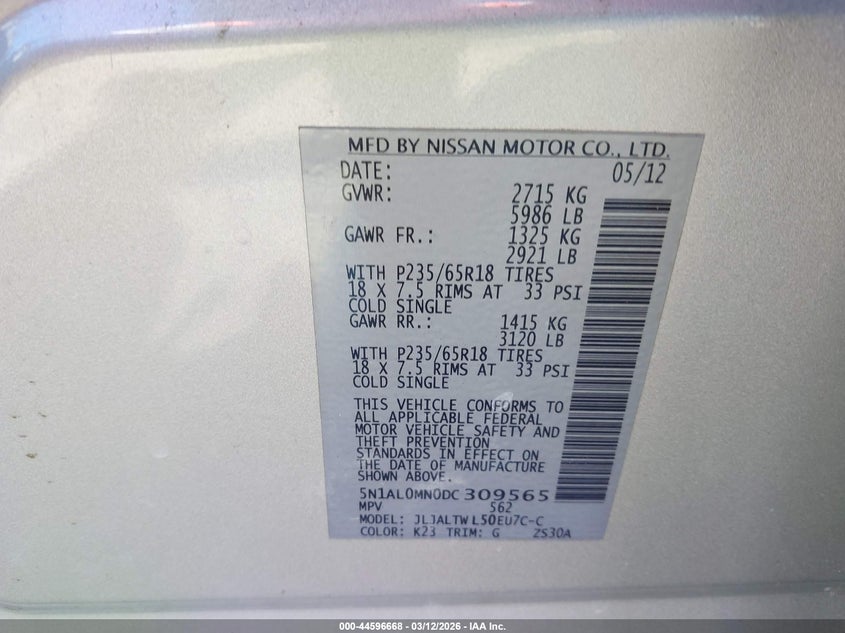 MFD BY NISSAN MOTOR CO., LTD.
DATE: 05/12
GVWR: 2715 KG
5986 LB
GAWR FR.: 1325 KG
2921 LB
WITH P235/65R18 TIRES
18 X 7.5 RIMS AT 33 PSI
COLD SINGLE
GAWR RR.: 1415 KG
3120 LB
WITH P235/65R18 TIRES
18 X 7.5 RIMS AT 33 PSI
COLD SINGLE
THIS VEHICLE CONFORMS TO
ALL APPLICABLE FEDERAL
MOTOR VEHICLE SAFETY AND
THEFT PREVENTION
STANDARDS IN EFFECT ON
THE DATE OF MANUFACTURE
SHOWN ABOVE.
5N1AL0MN0DC309565
MPV 562
MODEL: JLJALTWL50EU7C-C
COLOR: K23 TRIM: G ZS30A
000-44596668 - 03/12/2026 - IAA Inc.